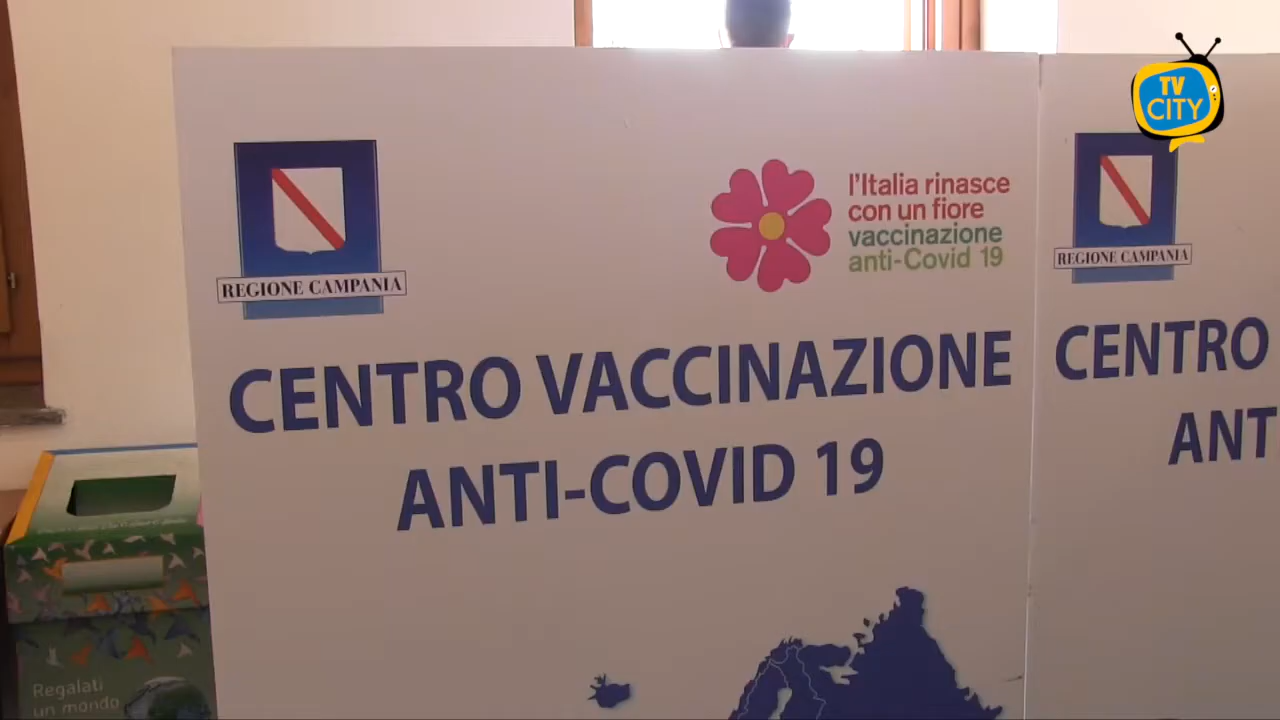 TV
CITY
REGIONE CAMPANIA
l'Italia rinasce
con un fiore
vaccinazione
anti-Covid 19
CENTRO VACCINAZIONE
ANTI-COVID 19
REGIONE CAMPANIA
CENTRO
ANT
Regalati
un mondo